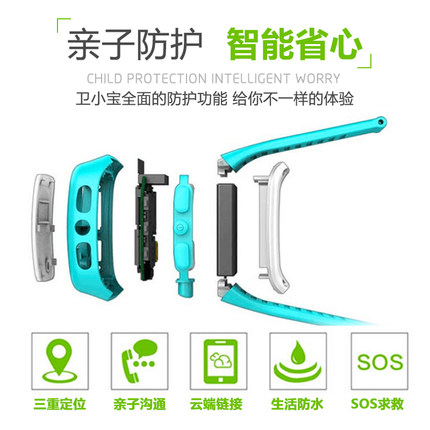 亲子防护 智能省心
CHILD PROTECTION INTELLIGENT WORRY
卫小宝全面的防护功能 给你不一样的体验
SOS
三重定位 亲子沟通 云端链接 生活防水 SOS求救